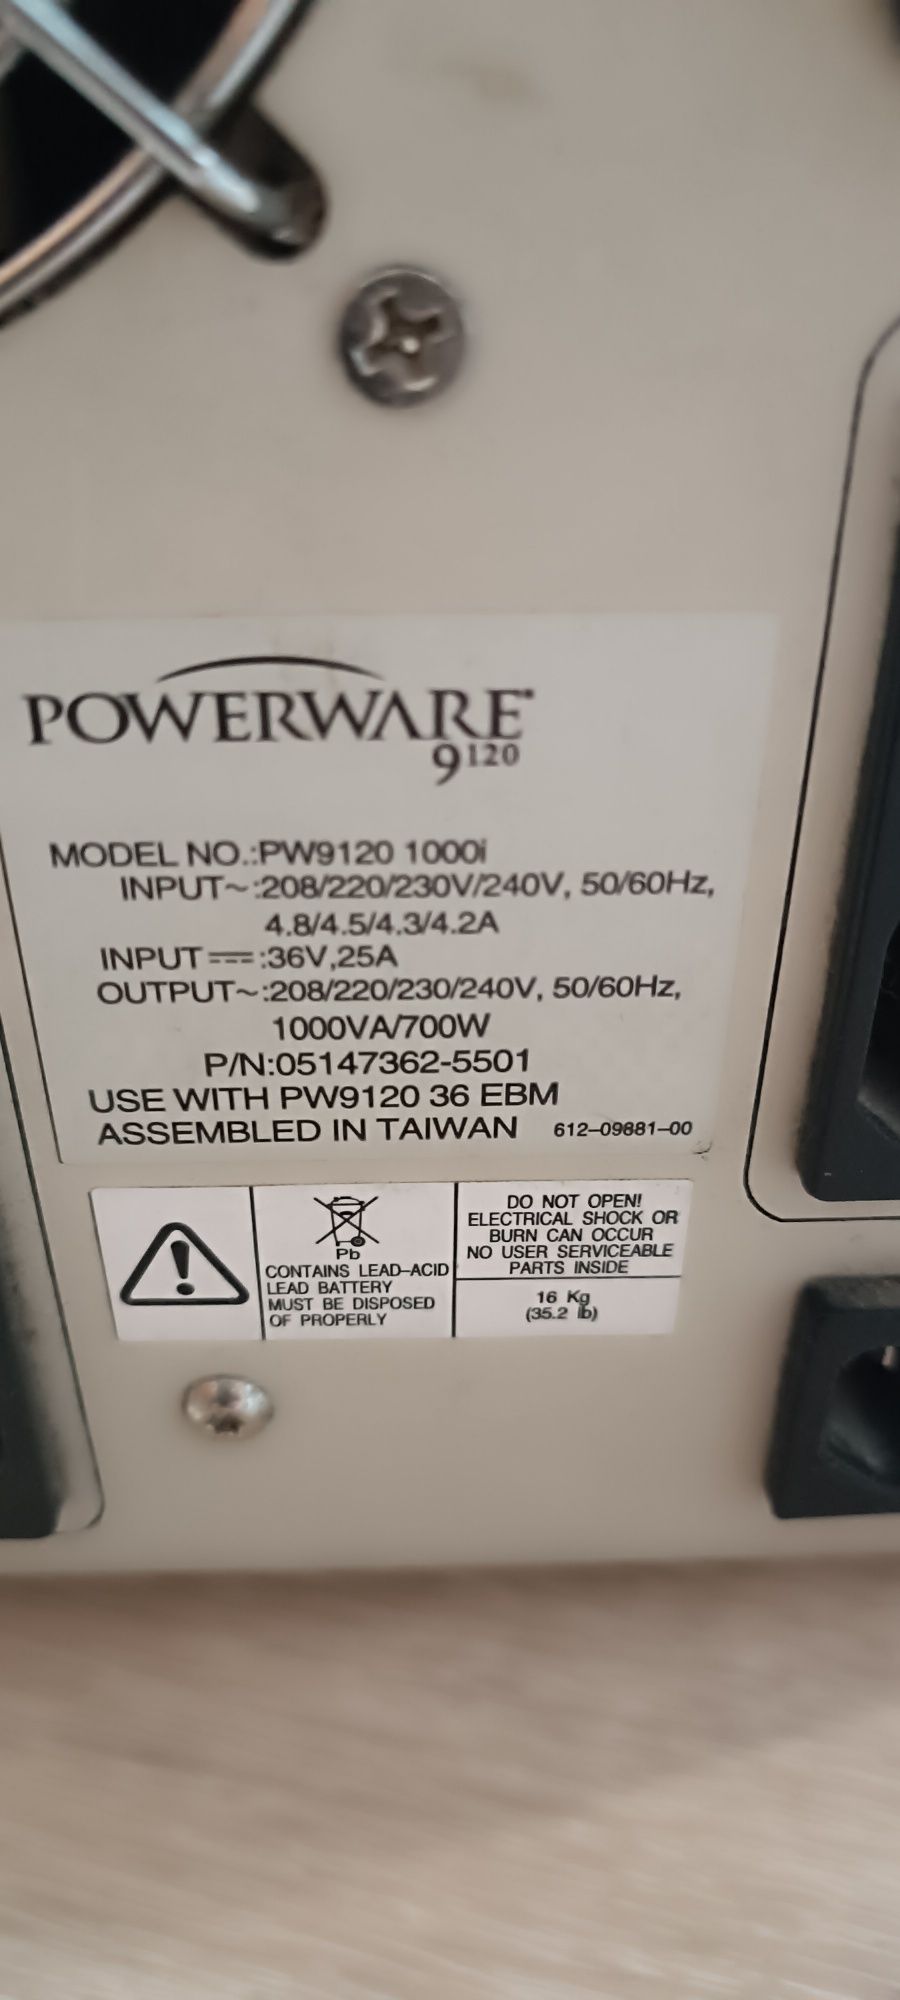 POWERWARE
9120
MODEL NO.:PW9120 1000i
INPUT~:208/220/230V/240V, 50/60Hz,
4.8/4.5/4.3/4.2A
INPUT⎓:36V,25A
OUTPUT~:208/220/230/240V, 50/60Hz,
1000VA/700W
P/N:05147362-5501
USE WITH PW9120 36 EBM
ASSEMBLED IN TAIWAN 612-09881-00
Pb
CONTAINS LEAD-ACID
LEAD BATTERY
MUST BE DISPOSED
OF PROPERLY
DO NOT OPEN!
ELECTRICAL SHOCK OR
BURN CAN OCCUR
NO USER SERVICEABLE
PARTS INSIDE
16 Kg
(35.2 lb)